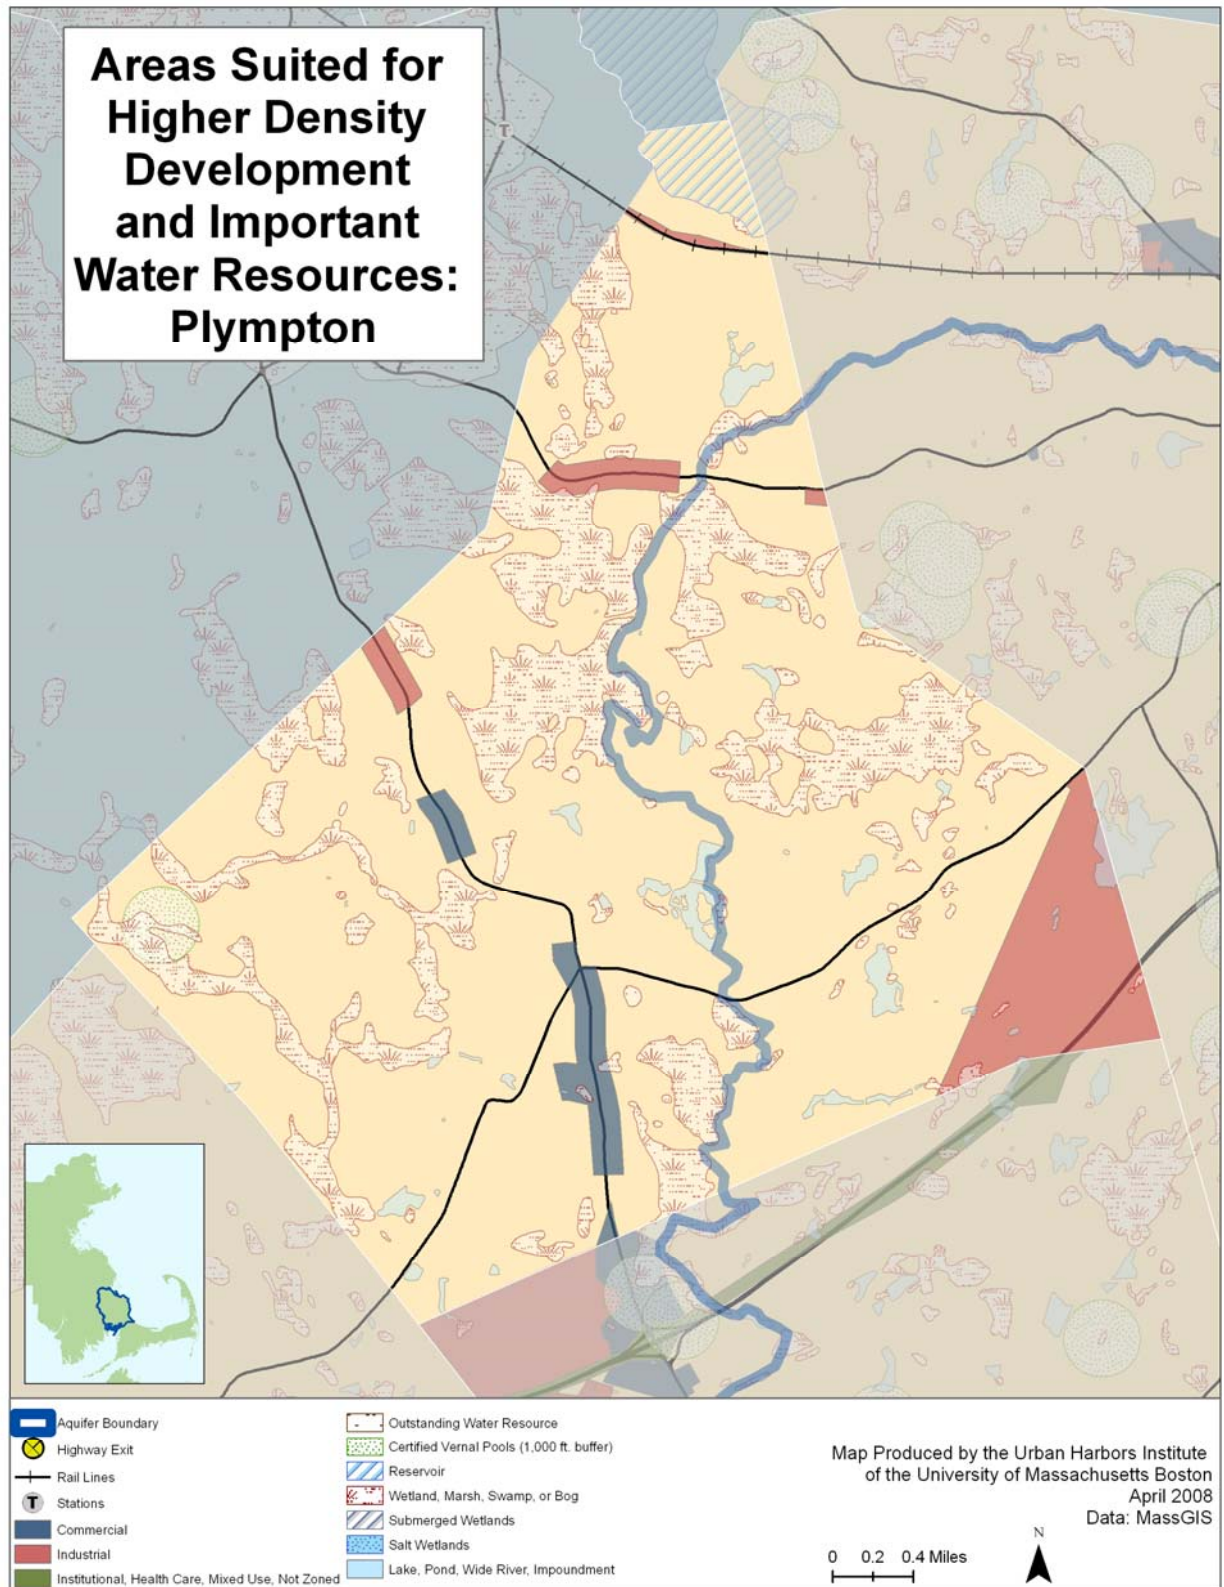 Areas Suited for
Higher Density
Development
and Important
Water Resources:
Plympton
T
Aquifer Boundary
Highway Exit
Rail Lines
T Stations
Commercial
Industrial
Institutional, Health Care, Mixed Use, Not Zoned
Outstanding Water Resource
Certified Vernal Pools (1,000 ft. buffer)
Reservoir
Wetland, Marsh, Swamp, or Bog
Submerged Wetlands
Salt Wetlands
Lake, Pond, Wide River, Impoundment
Map Produced by the Urban Harbors Institute
of the University of Massachusetts Boston
April 2008
Data: MassGIS
N
0 0.2 0.4 Miles